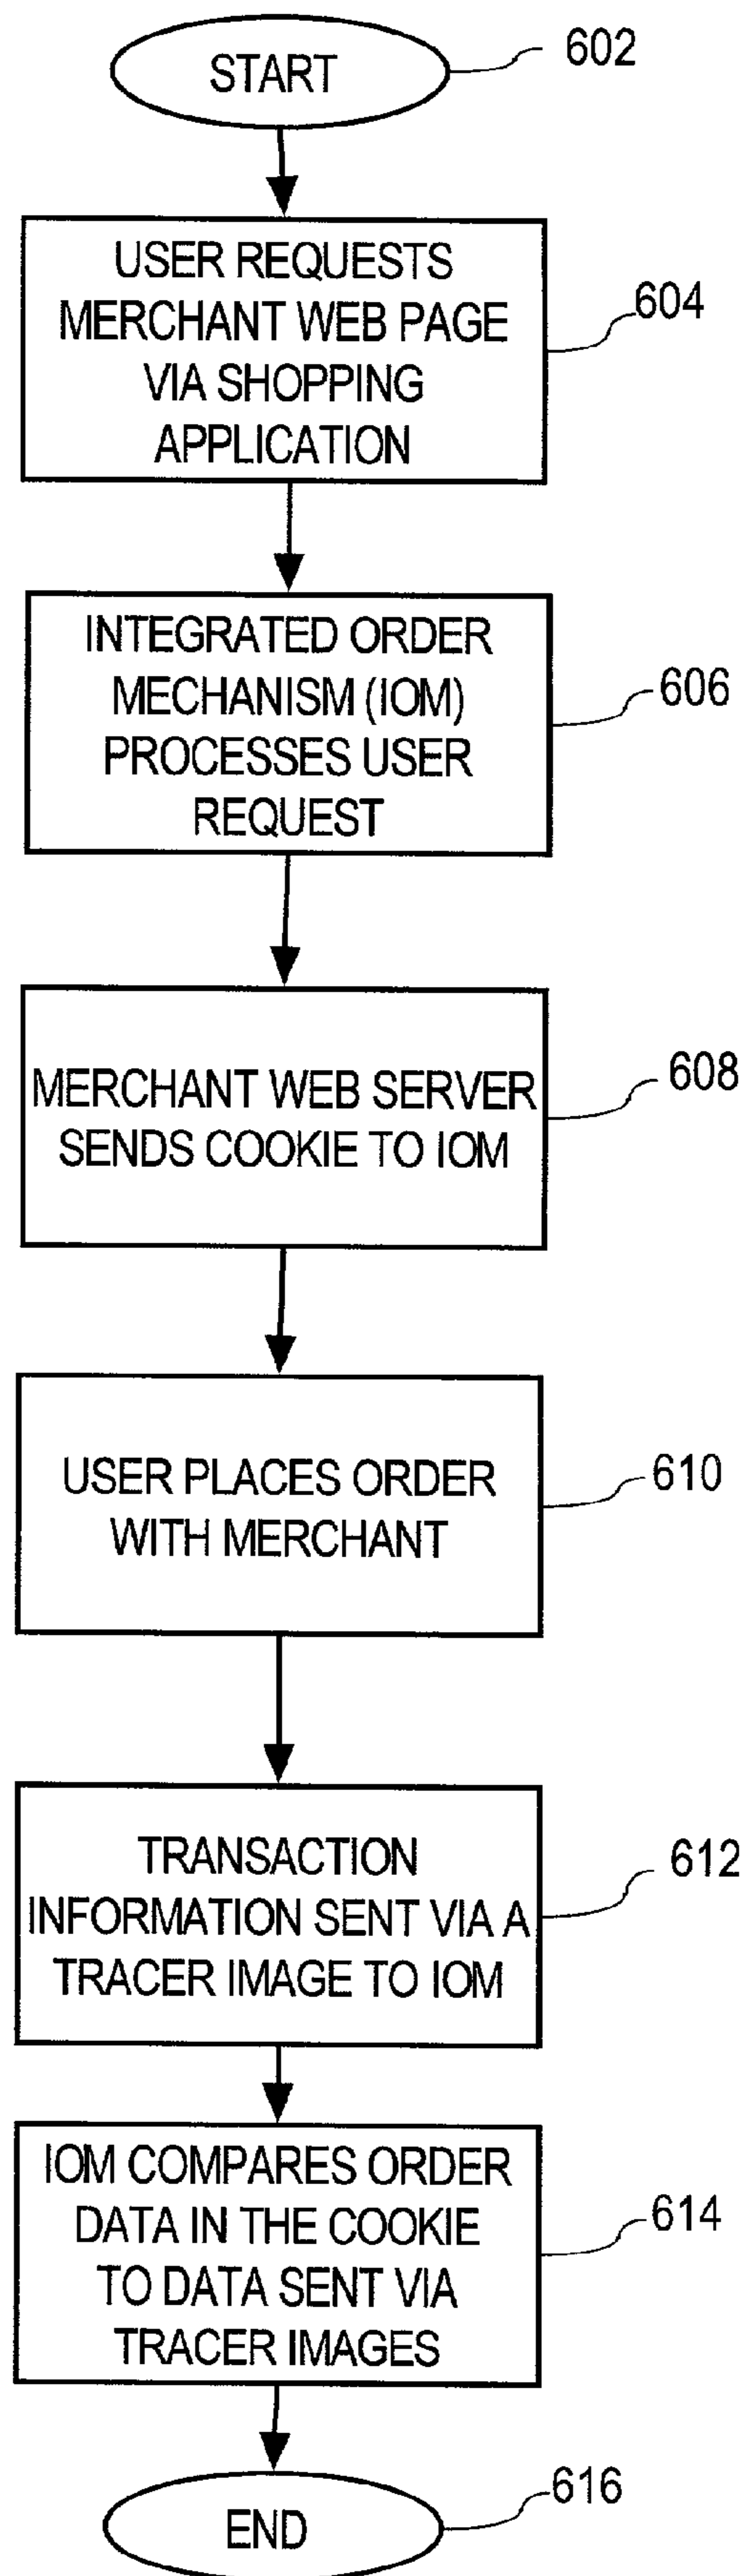 START
602
USER REQUESTS
MERCHANT WEB PAGE
VIA SHOPPING
APPLICATION
604
INTEGRATED ORDER
MECHANISM (IOM)
PROCESSES USER
REQUEST
606
MERCHANT WEB SERVER
SENDS COOKIE TO IOM
608
USER PLACES ORDER
WITH MERCHANT
610
TRANSACTION
INFORMATION SENT VIA A
TRACER IMAGE TO IOM
612
IOM COMPARES ORDER
DATA IN THE COOKIE
TO DATA SENT VIA
TRACER IMAGES
614
END
616